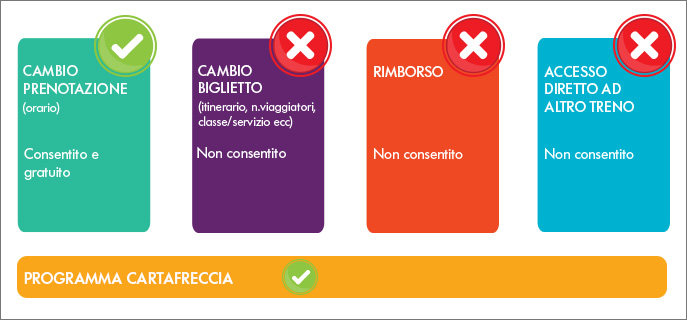 CAMBIO
PRENOTAZIONE
(orario)
Consentito e
gratuito
CAMBIO
BIGLIETTO
(itinerario, n.viaggiatori,
classe/servizio ecc)
Non consentito
RIMBORSO
Non consentito
ACCESSO
DIRETTO AD
ALTRO TRENO
Non consentito
PROGRAMMA CARTAFRECCIA